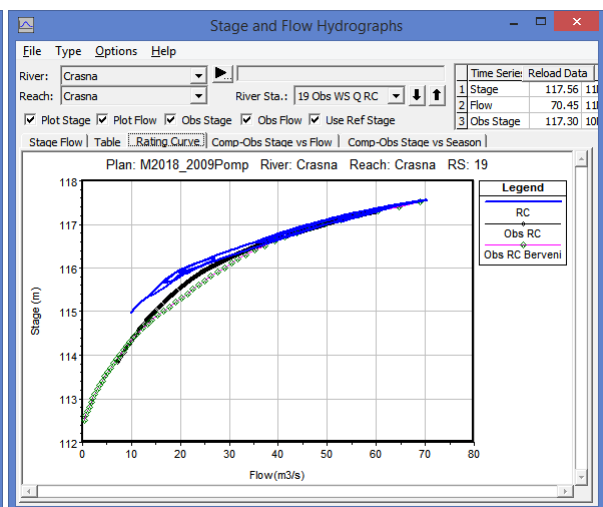 Stage and Flow Hydrographs
File Type Options Help
River: Crasna
Reach: Crasna River Sta.: 19 Obs WS Q RC
Plot Stage Plot Flow Obs Stage Obs Flow Use Ref Stage
Time Series Reload Data
1 Stage 117.56 11
2 Flow 70.45 11
3 Obs Stage 117.30 10
Stage Flow Table Rating Curve Comp-Obs Stage vs Flow Comp-Obs Stage vs Season
Plan: M2018_2009Pomp River: Crasna Reach: Crasna RS: 19
118
117
116
115
114
113
112
Stage (m)
0 10 20 30 40 50 60 70 80
Flow(m3/s)
Legend
RC
Obs RC
Obs RC Berveni